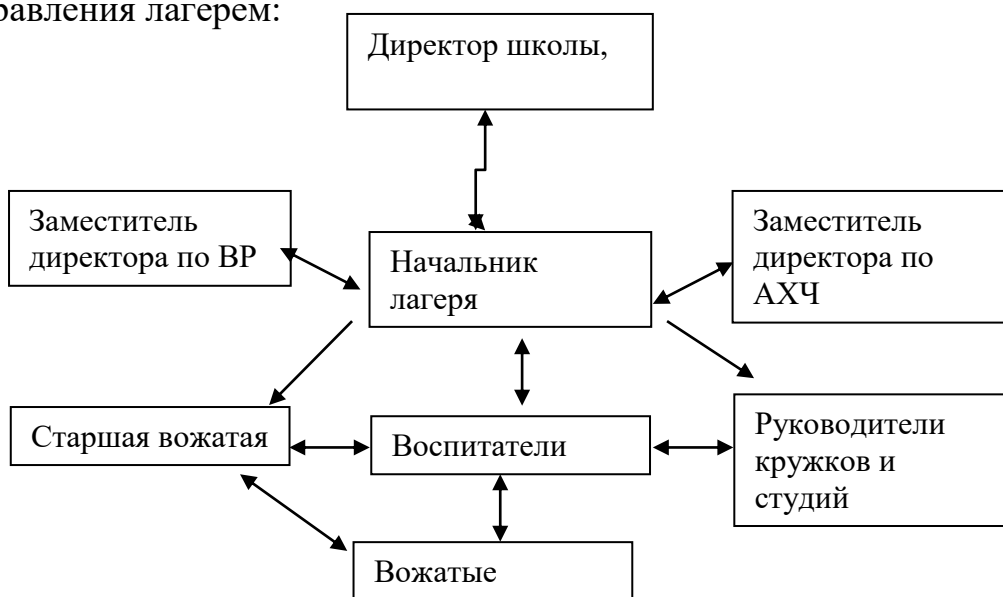 равления лагерем:
Директор школы,
Заместитель
директора по ВР
Начальник
лагеря
Заместитель
директора по
АХЧ
Старшая вожатая
Воспитатели
Руководители
кружков и
студий
Вожатые